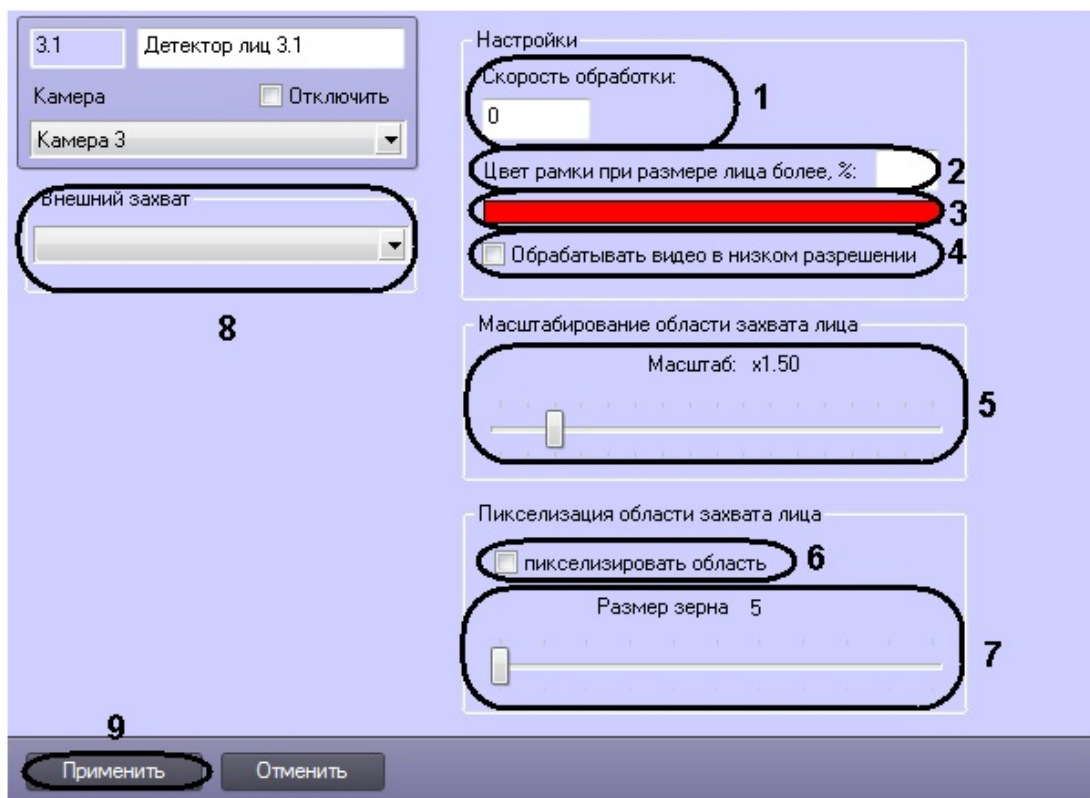 3.1
Детектор лиц 3.1
Камера
Отключить
Камера 3
Внешний захват
8
Настройки
Скорость обработки:
0
1
Цвет рамки при размере лица более, %:
2
3
Обрабатывать видео в низком разрешении
4
Масштабирование области захвата лица
Масштаб: x1.50
5
Пикселизация области захвата лица
пикселизировать область
6
Размер зерна 5
7
9
Применить
Отменить